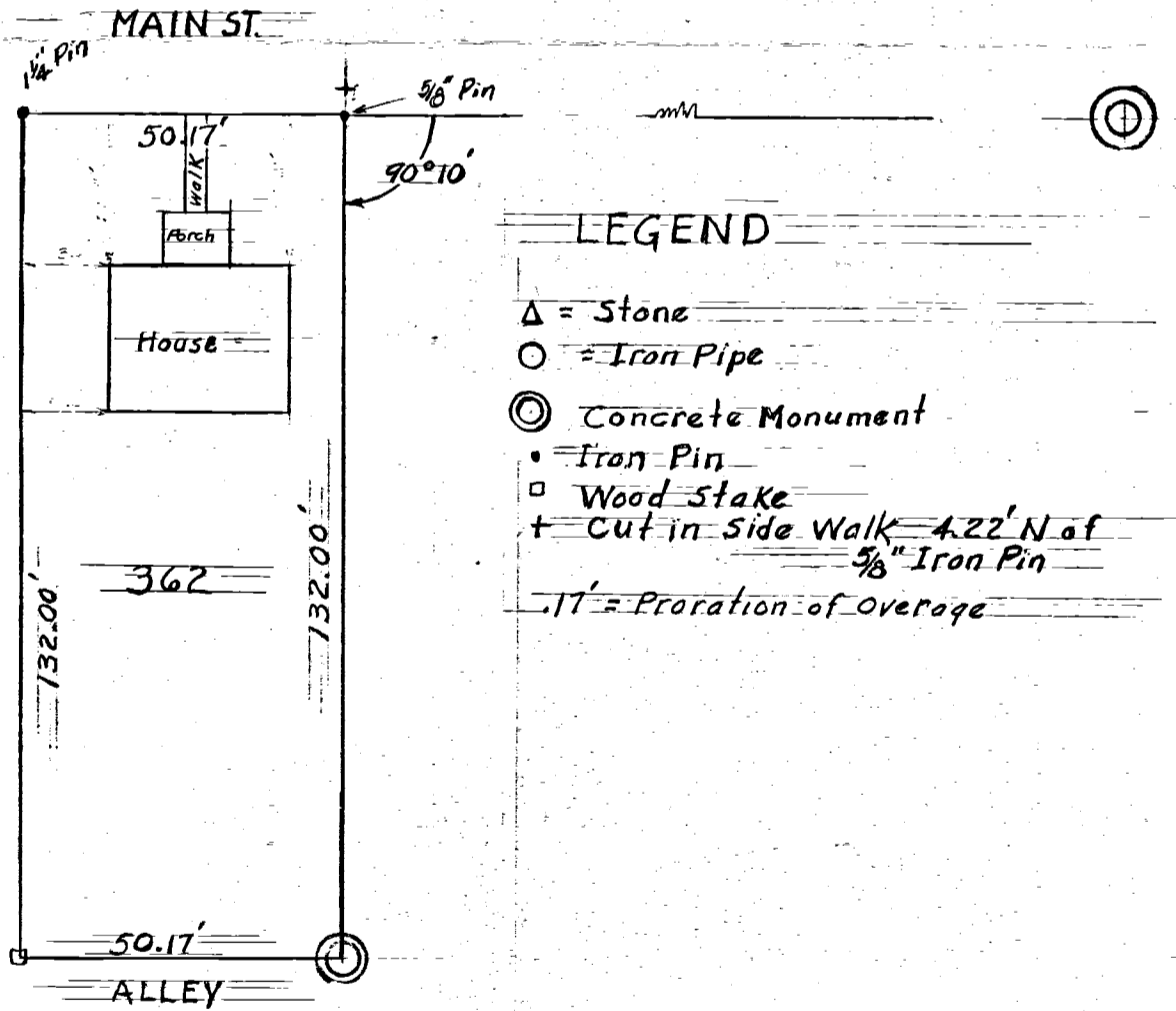 MAIN ST.
1¼" Pin
5/8" Pin
50.17'
Walk
90°10'
Porch
House
LEGEND
Δ = Stone
○ = Iron Pipe
◎ Concrete Monument
• Iron Pin
□ Wood Stake
+ Cut in Side Walk 4.22' N of
5/8" Iron Pin
.17' = Proration of Overage
362
132.00'
132.00'
50.17'
ALLEY